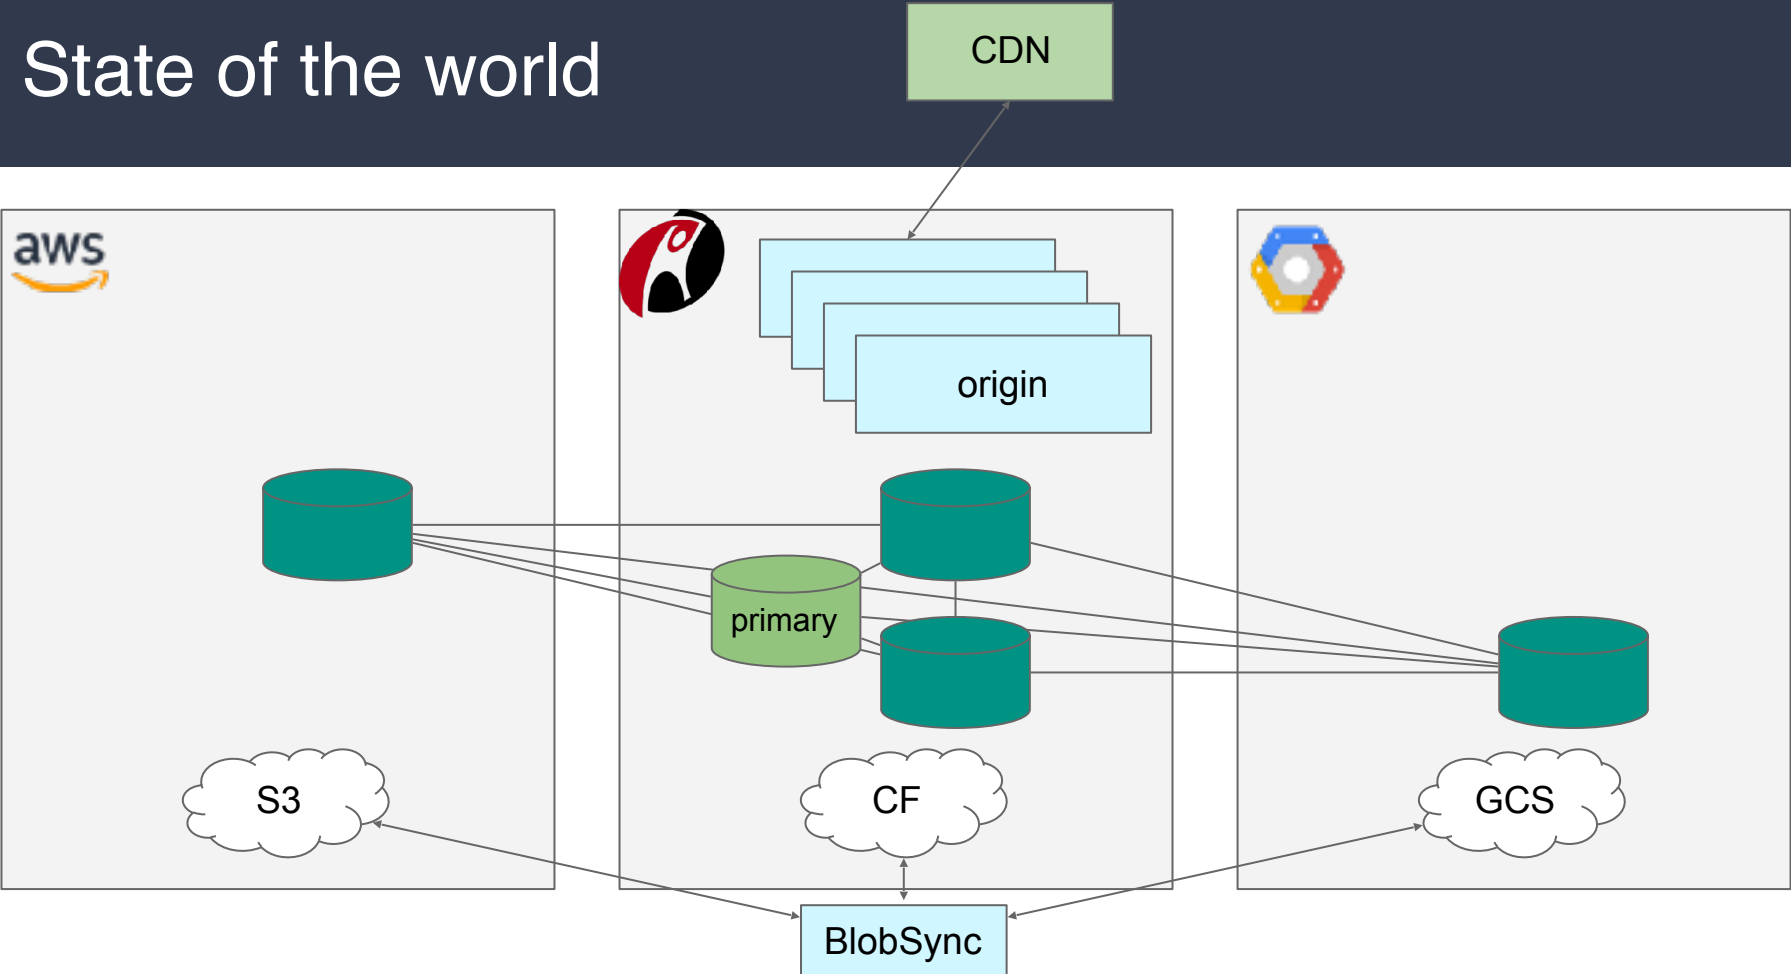 State of the world
CDN
aws
origin
primary
S3
CF
GCS
BlobSync